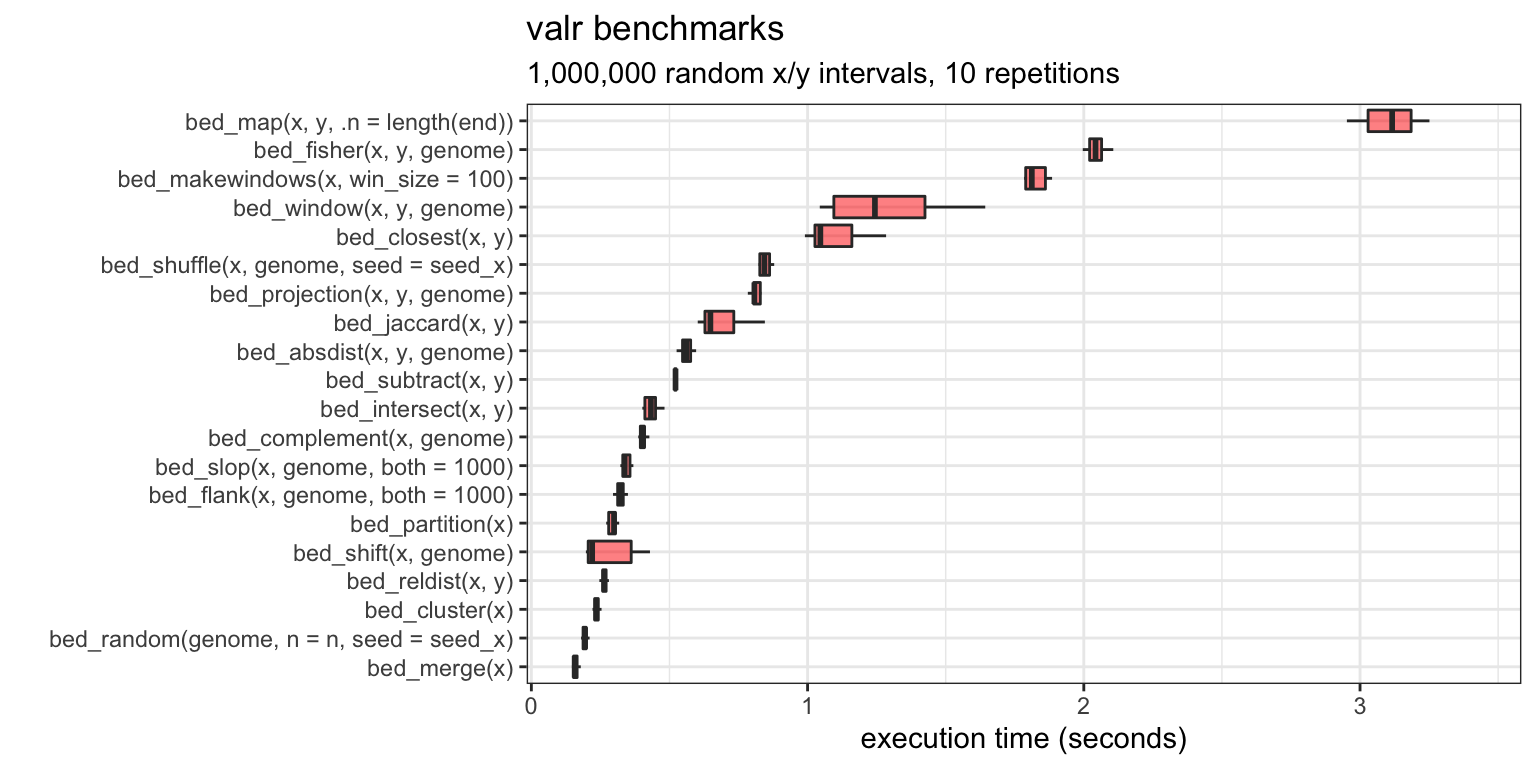 valr benchmarks
1,000,000 random x/y intervals, 10 repetitions
bed_map(x, y, .n = length(end))
bed_fisher(x, y, genome)
bed_makewindows(x, win_size = 100)
bed_window(x, y, genome)
bed_closest(x, y)
bed_shuffle(x, genome, seed = seed_x)
bed_projection(x, y, genome)
bed_jaccard(x, y)
bed_absdist(x, y, genome)
bed_subtract(x, y)
bed_intersect(x, y)
bed_complement(x, genome)
bed_slop(x, genome, both = 1000)
bed_flank(x, genome, both = 1000)
bed_partition(x)
bed_shift(x, genome)
bed_reldist(x, y)
bed_cluster(x)
bed_random(genome, n = n, seed = seed_x)
bed_merge(x)
0 1 2 3
execution time (seconds)